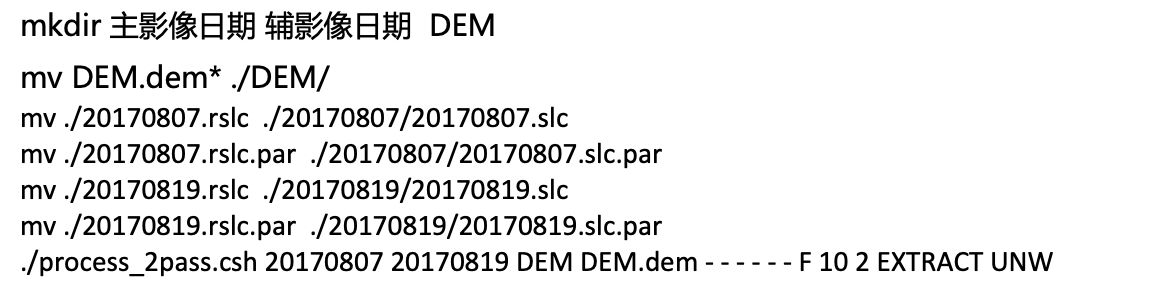 mkdir 主影像日期 辅影像日期  DEM
mv DEM.dem* ./DEM/
mv ./20170807.rslc  ./20170807/20170807.slc
mv ./20170807.rslc.par  ./20170807/20170807.slc.par
mv ./20170819.rslc  ./20170819/20170819.slc
mv ./20170819.rslc.par  ./20170819/20170819.slc.par
./process_2pass.csh 20170807 20170819 DEM DEM.dem - - - - - - F 10 2 EXTRACT UNW